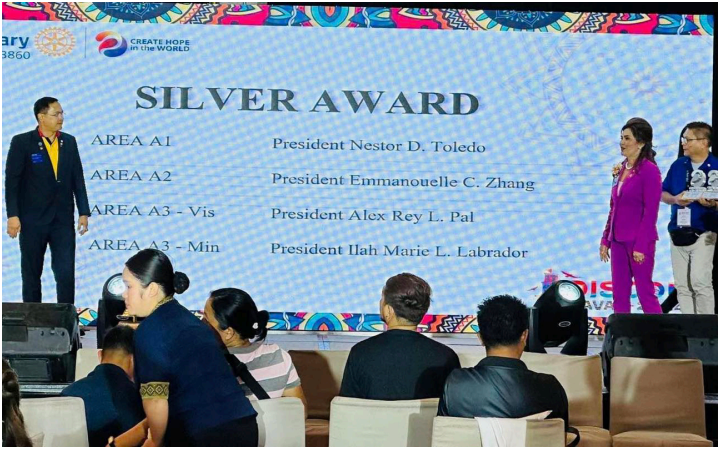 ary
3860
CREATE HOPE
in the WORLD
SILVER AWARD
AREA A1 President Nestor D. Toledo
AREA A2 President Emmanouelle C. Zhang
AREA A3 - Vis President Alex Rey L. Pal
AREA A3 - Min President Ilah Marie L. Labrador